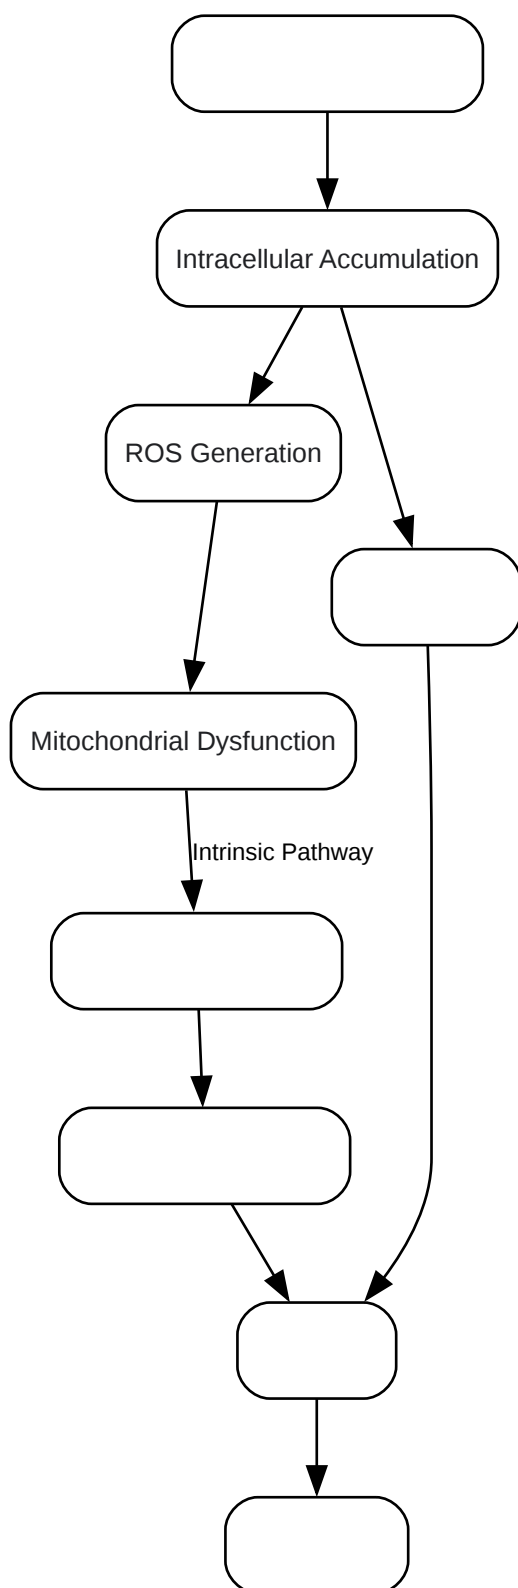 Intracellular Accumulation
ROS Generation
Mitochondrial Dysfunction
Intrinsic Pathway